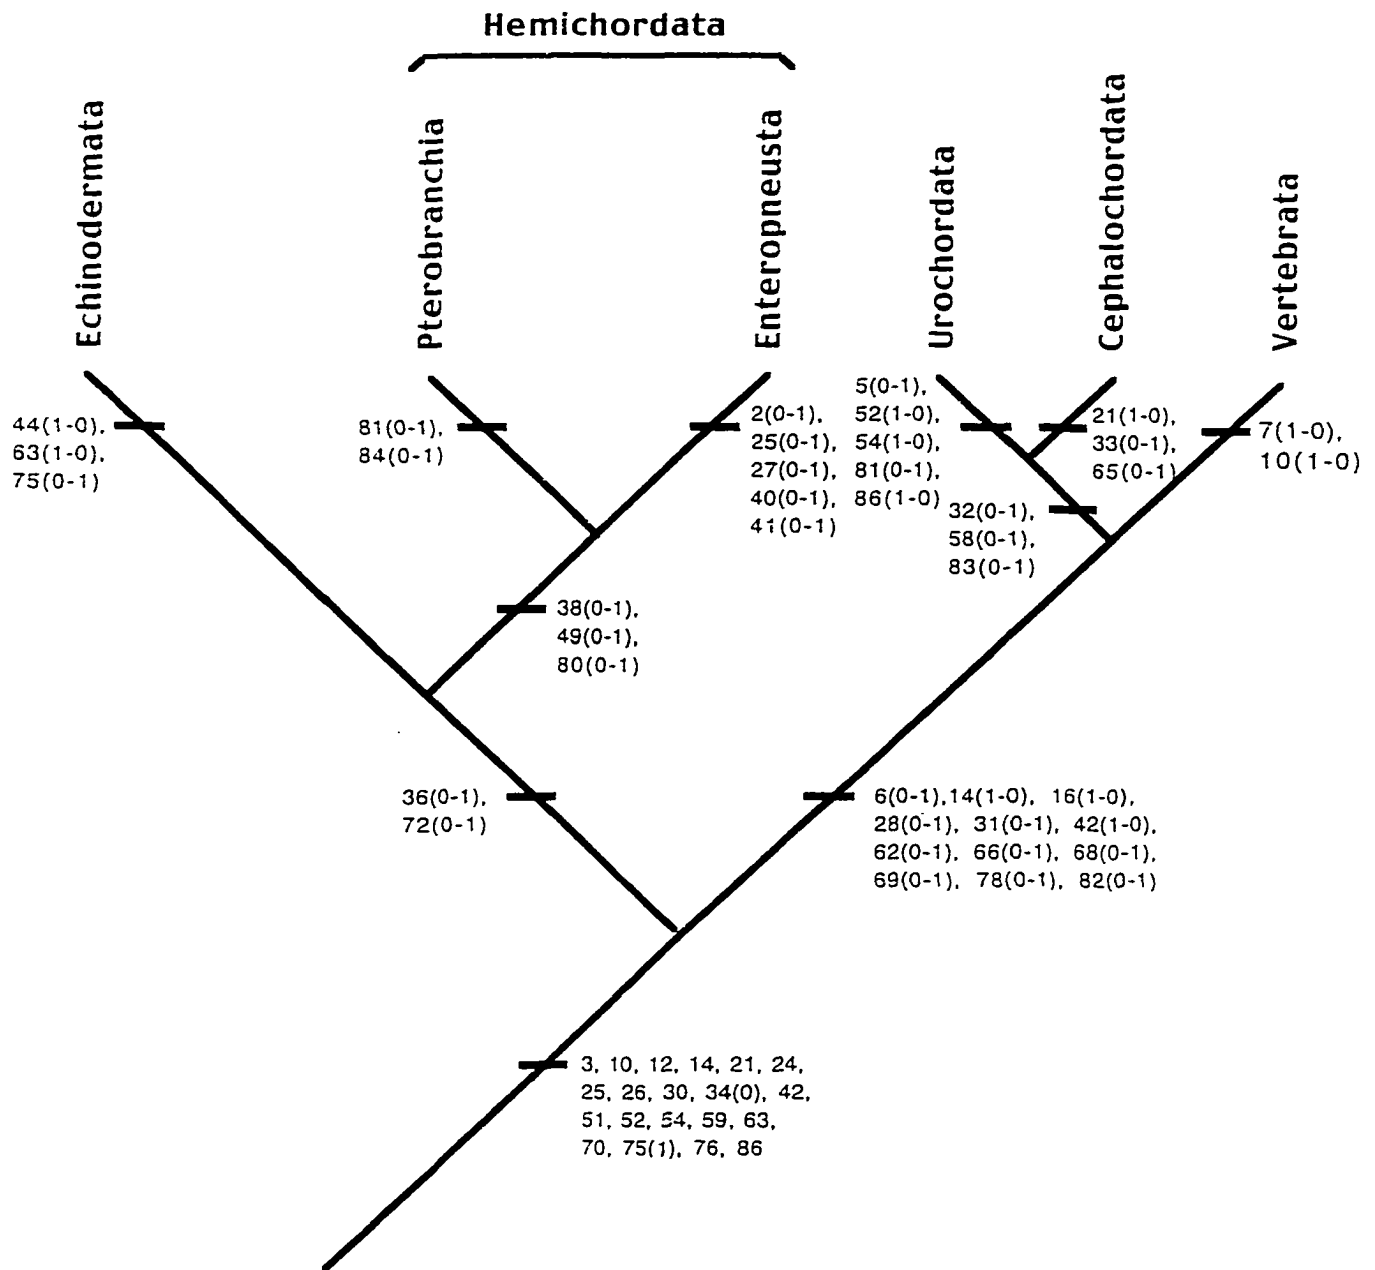 Hemichordata
Echinodermata
Pterobranchia
Enteropneusta
Urochordata
Cephalochordata
Vertebrata
44(1-0),
63(1-0),
75(0-1)
81(0-1),
84(0-1)
2(0-1),
25(0-1),
27(0-1),
40(0-1),
41(0-1)
5(0-1),
52(1-0),
54(1-0),
81(0-1),
86(1-0)
21(1-0),
33(0-1),
65(0-1)
7(1-0),
10(1-0)
32(0-1),
58(0-1),
83(0-1)
38(0-1),
49(0-1),
80(0-1)
36(0-1),
72(0-1)
6(0-1),14(1-0), 16(1-0),
28(0-1), 31(0-1), 42(1-0),
62(0-1), 66(0-1), 68(0-1),
69(0-1), 78(0-1), 82(0-1)
3, 10, 12, 14, 21, 24,
25, 26, 30, 34(0), 42,
51, 52, 54, 59, 63,
70, 75(1), 76, 86